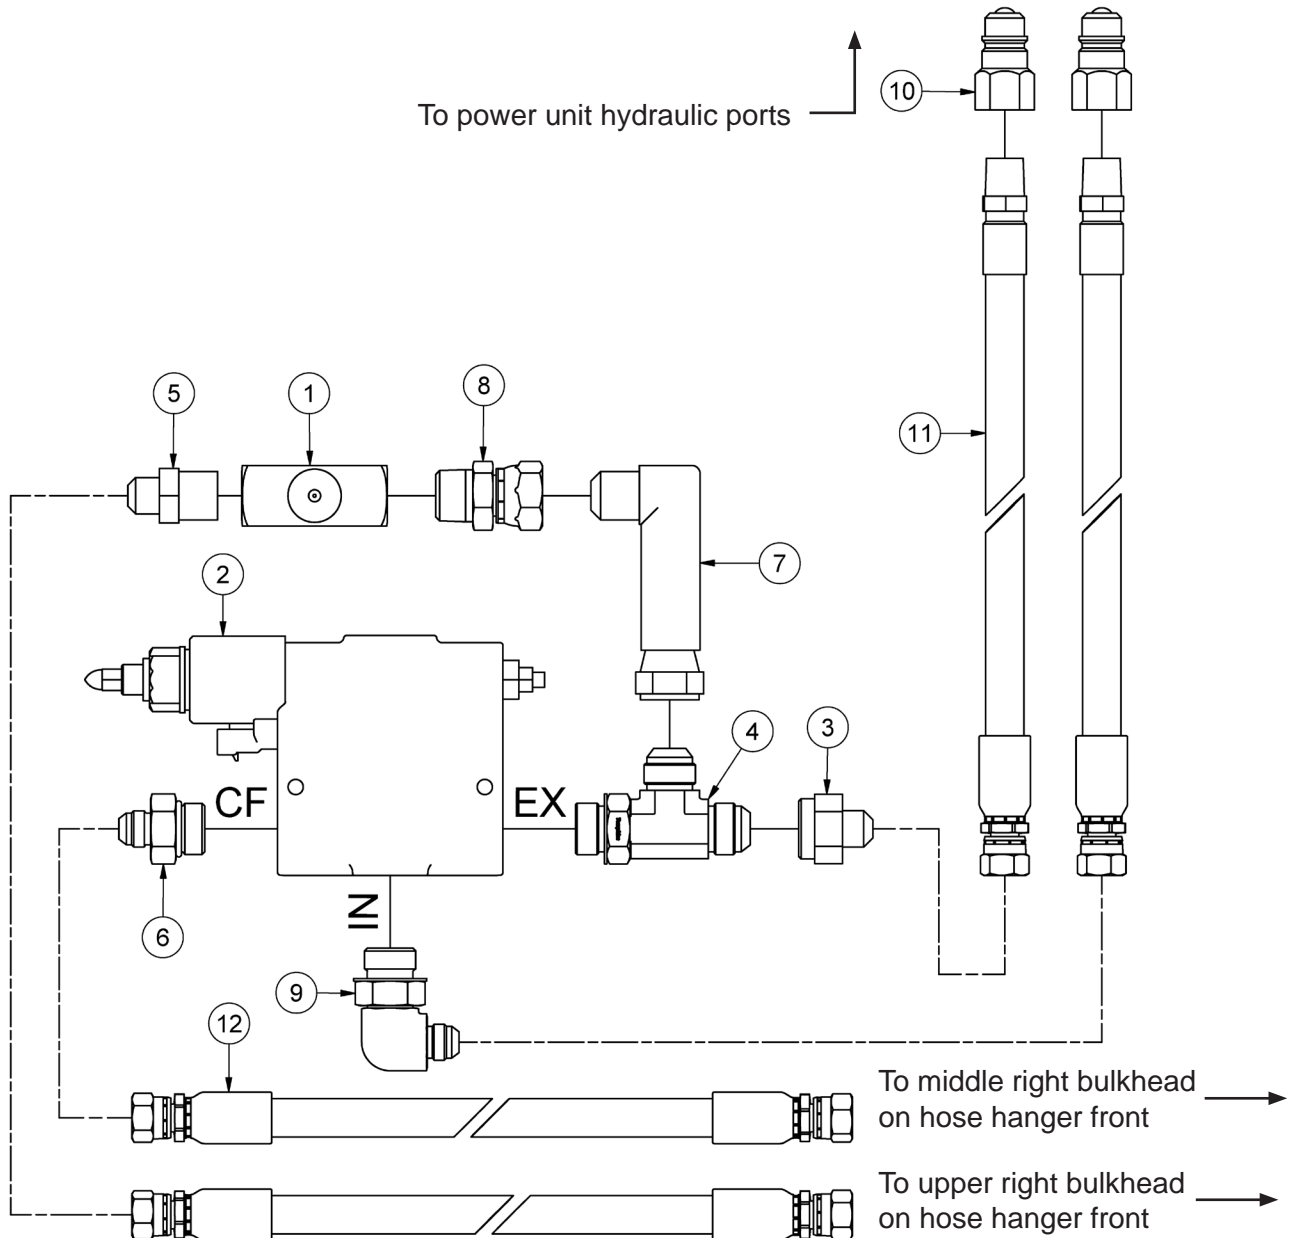 10
To power unit hydraulic ports
5
1
8
11
2
7
4
3
CF
EX
6
IN
9
12
To middle right bulkhead
on hose hanger front
To upper right bulkhead
on hose hanger front